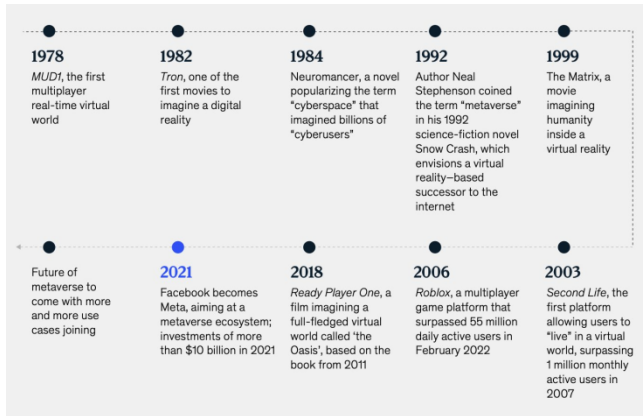 1978
MUD1, the first
multiplayer
real-time virtual
world
1982
Tron, one of the
first movies to
imagine a digital
reality
1984
Neuromancer, a novel
popularizing the term
“cyberspace” that
imagined billions of
“cyberusers”
1992
Author Neal
Stephenson coined
the term “metaverse”
in his 1992
science-fiction novel
Snow Crash, which
envisions a virtual
reality–based
successor to the
internet
1999
The Matrix, a
movie
imagining
humanity
inside a
virtual reality
Future of
metaverse to
come with more
and more use
cases joining
2021
Facebook becomes
Meta, aiming at a
metaverse ecosystem;
investments of more
than $10 billion in 2021
2018
Ready Player One, a
film imagining a
full-fledged virtual
world called ‘the
Oasis’, based on the
book from 2011
2006
Roblox, a multiplayer
game platform that
surpassed 55 million
daily active users in
February 2022
2003
Second Life, the
first platform
allowing users to
“live” in a virtual
world, surpassing
1 million monthly
active users in
2007